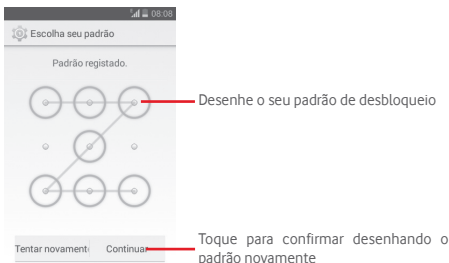 08:08
Escolha seu padrão
Padrão registado.
Desenhe o seu padrão de desbloqueio
Tentar novament
Continuar
Toque para confirmar desenhando o
padrão novamente